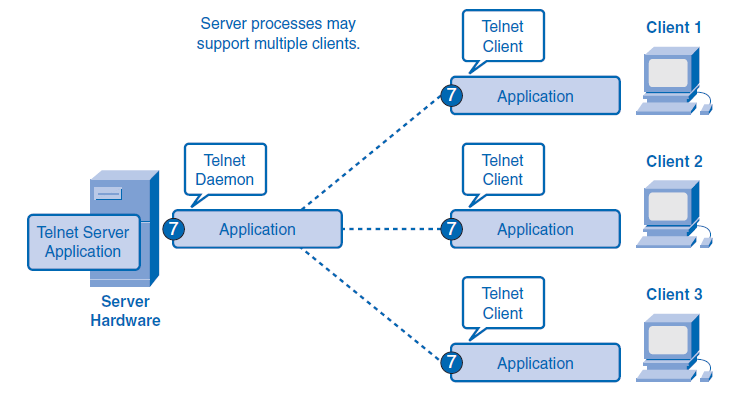 Server processes may
support multiple clients.
Telnet
Client
Client 1
7
Application
Telnet
Daemon
Telnet
Client
Client 2
Telnet Server
Application
7
Application
7
Application
Server
Hardware
Telnet
Client
Client 3
7
Application